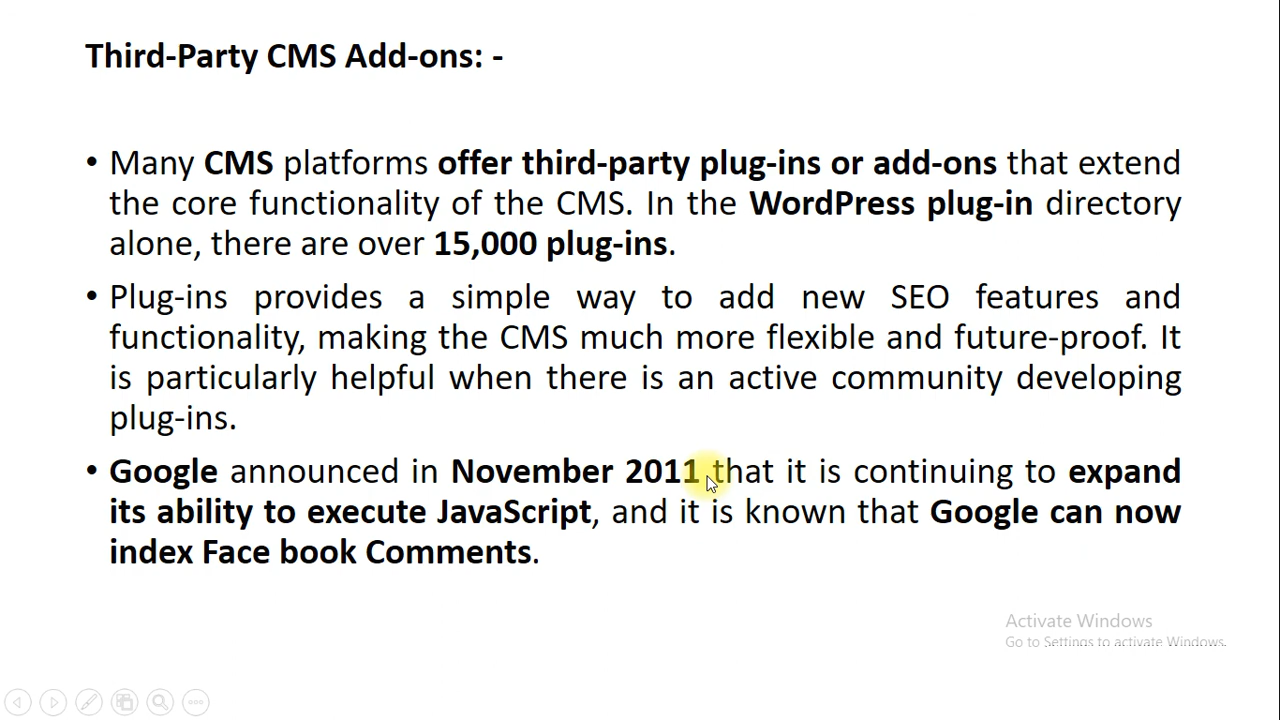 Third-Party CMS Add-ons: -
• Many CMS platforms offer third-party plug-ins or add-ons that extend
the core functionality of the CMS. In the WordPress plug-in directory
alone, there are over 15,000 plug-ins.
• Plug-ins provides a simple way to add new SEO features and
functionality, making the CMS much more flexible and future-proof. It
is particularly helpful when there is an active community developing
plug-ins.
• Google announced in November 2011 that it is continuing to expand
its ability to execute JavaScript, and it is known that Google can now
index Face book Comments.
Activate Windows
Go to Settings to activate Windows.